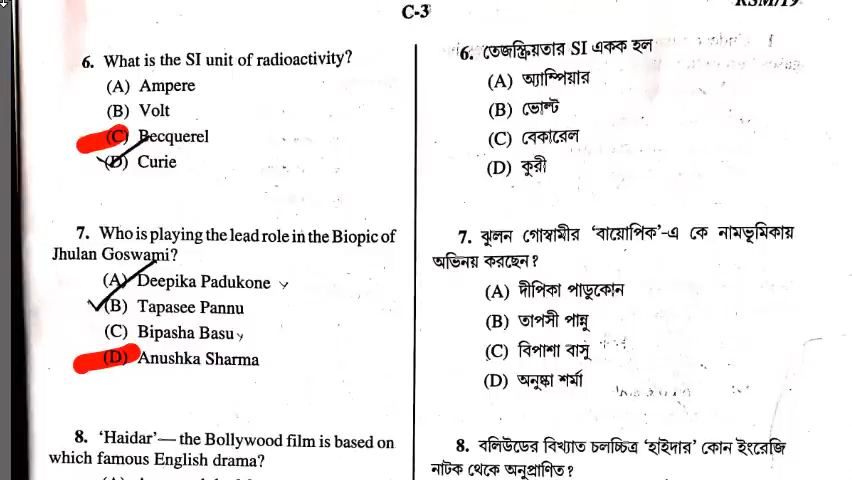 C-3
KSM/19
6. What is the SI unit of radioactivity?
(A) Ampere
(B) Volt
(C) Becquerel
(D) Curie
7. Who is playing the lead role in the Biopic of
Jhulan Goswami?
(A) Deepika Padukone
(B) Tapasee Pannu
(C) Bipasha Basu
(D) Anushka Sharma
8. 'Haidar'— the Bollywood film is based on
which famous English drama?
6. তেজস্ক্রিয়তার SI একক হল
(A) অ্যাম্পিয়ার
(B) ভোল্ট
(C) বেকারেল
(D) কুরী
7. ঝুলন গোস্বামীর ‘বায়োপিক’-এ কে নামভূমিকায়
অভিনয় করছেন?
(A) দীপিকা পাড়ুকোন
(B) তাপসী পান্নু
(C) বিপাশা বাসু
(D) অনুষ্কা শর্মা
8. বলিউডের বিখ্যাত চলচ্চিত্র ‘হাইদার’ কোন ইংরেজি
নাটক থেকে অনুপ্রাণিত?